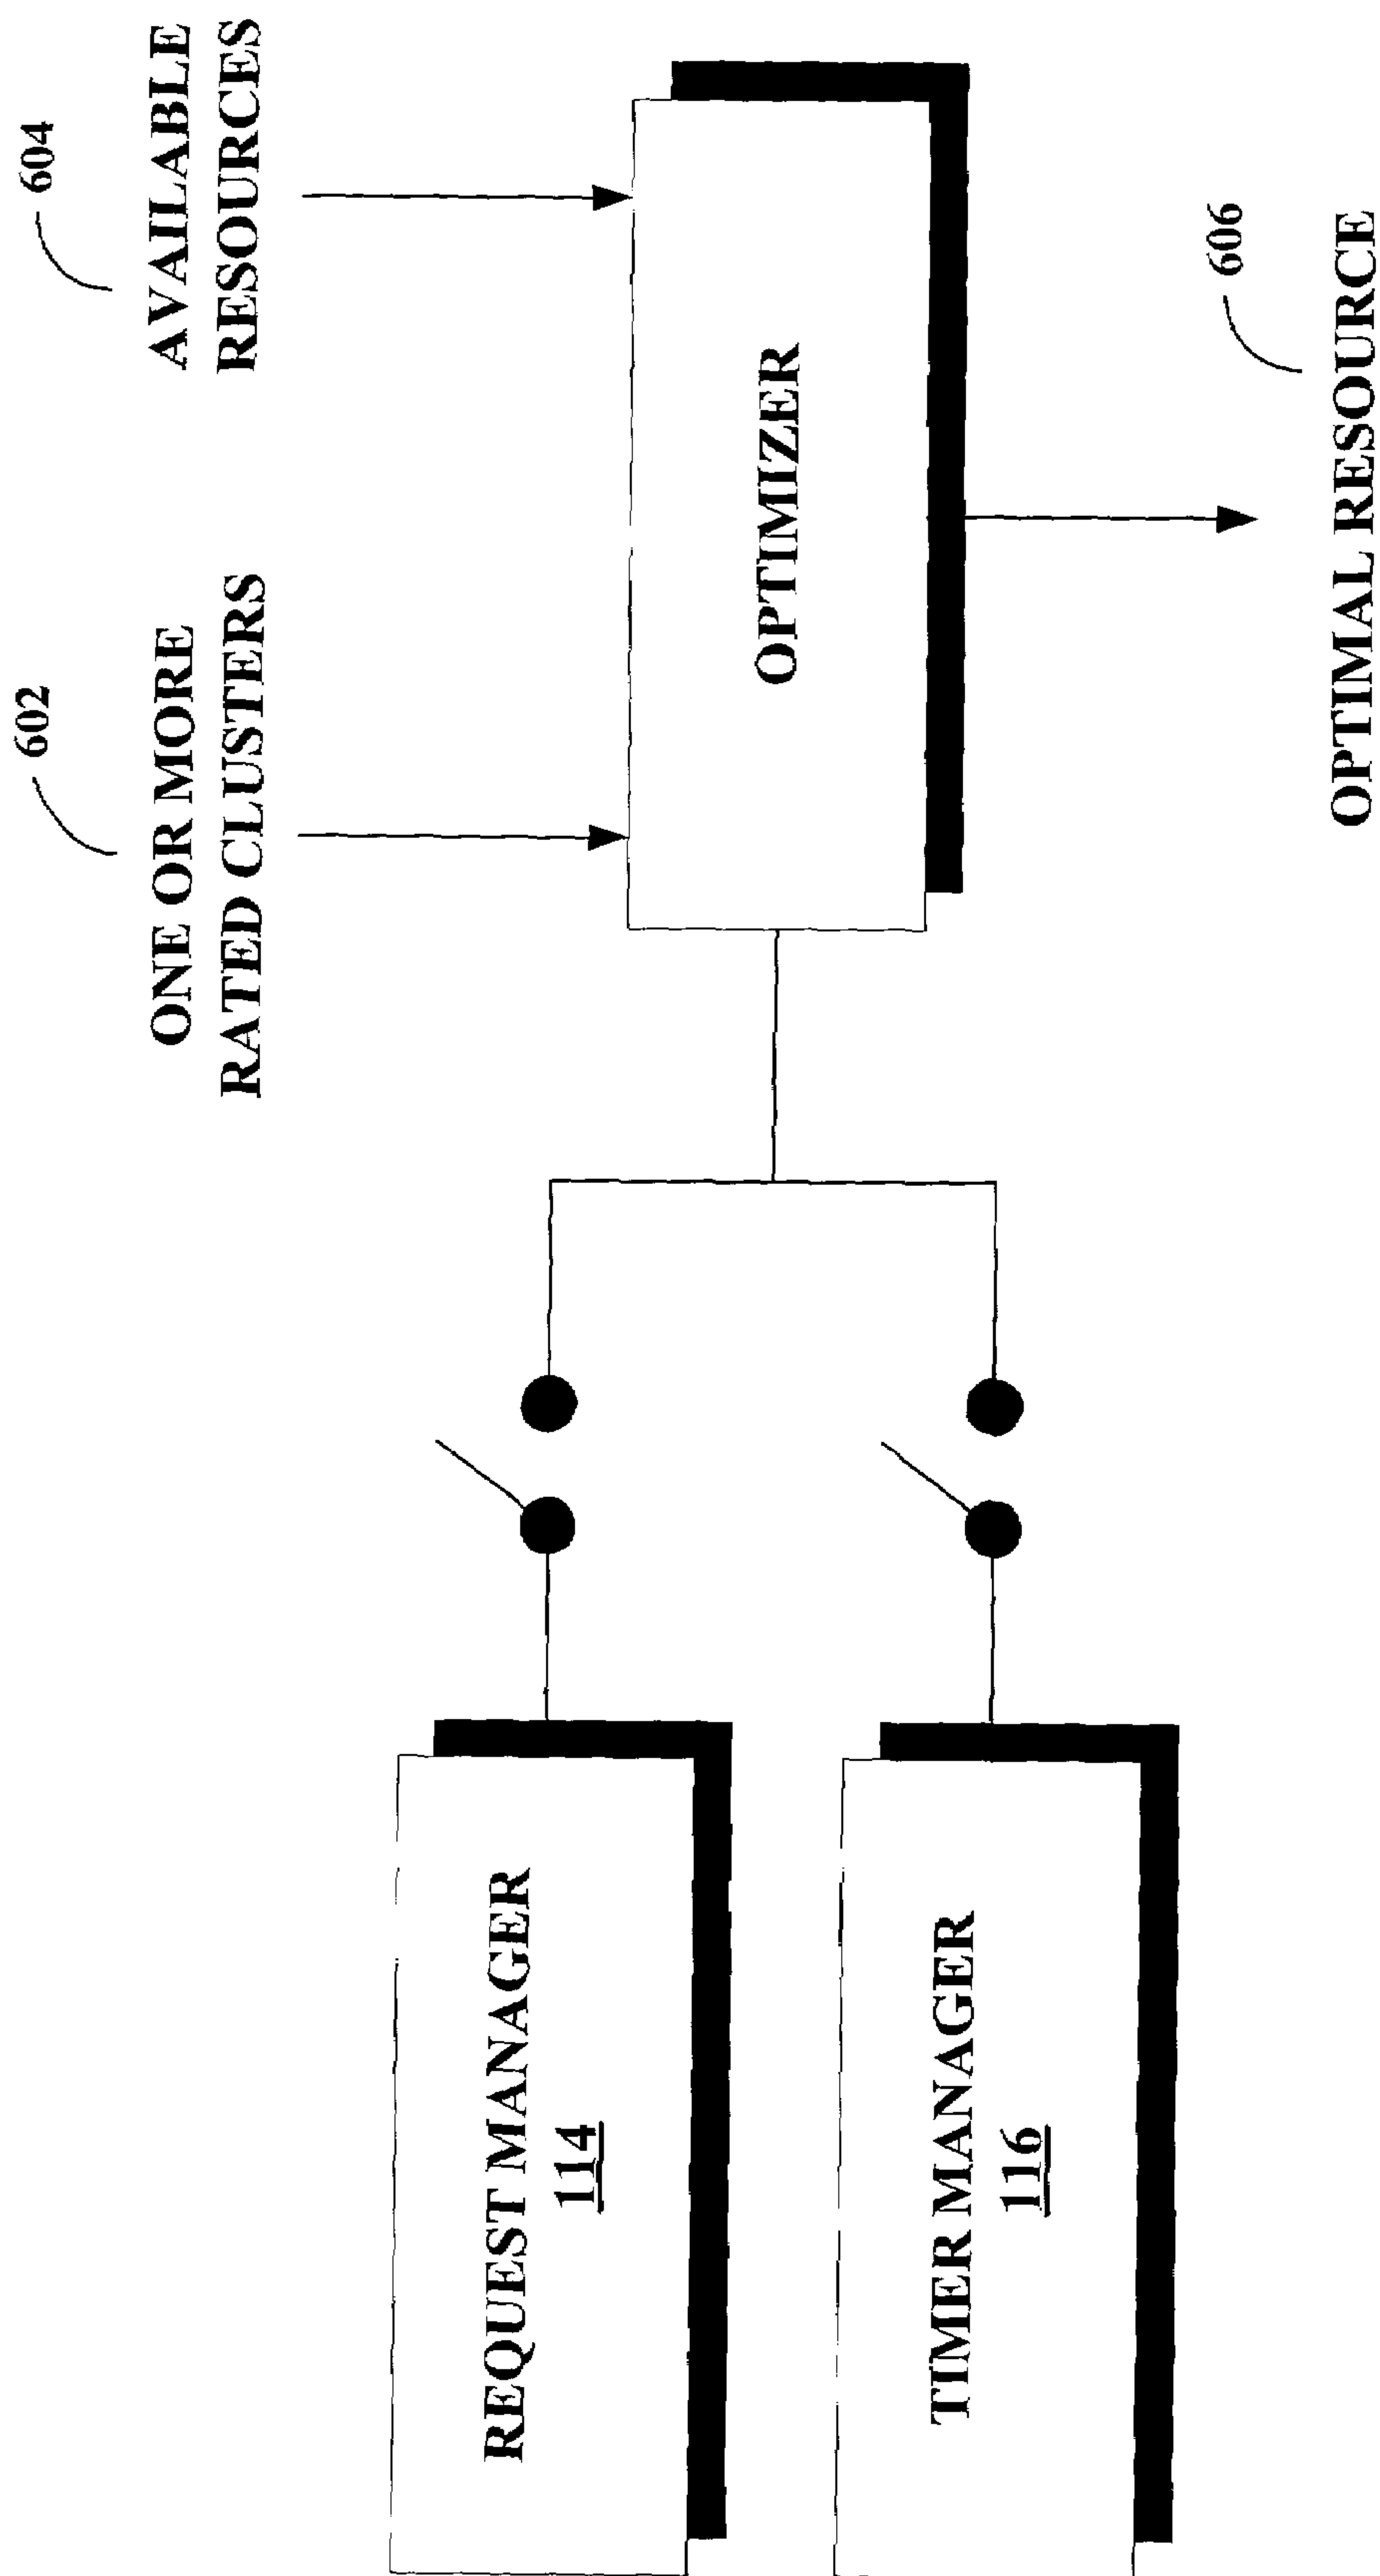 602
ONE OR MORE
RATED CLUSTERS
604
AVAILABLE
RESOURCES
REQUEST MANAGER
114
OPTIMIZER
TIMER MANAGER
116
606
OPTIMAL RESOURCE